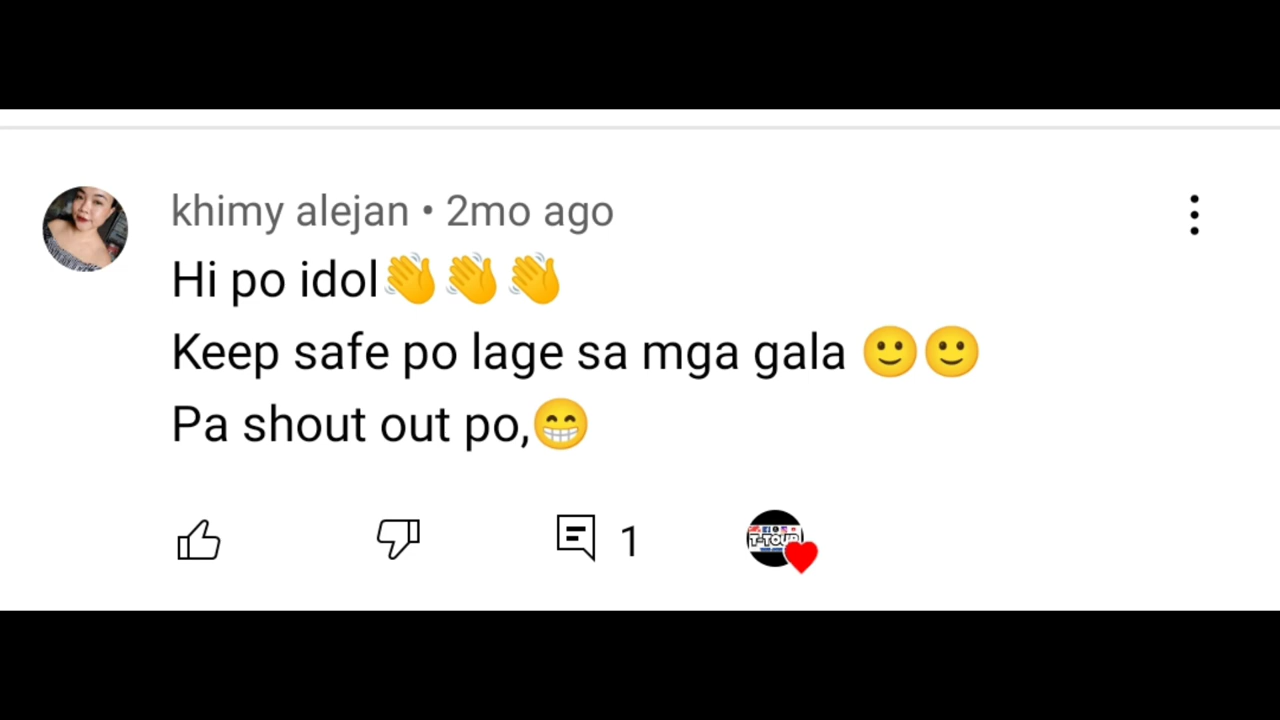 khimy alejan • 2mo ago
Hi po idol👋👋👋
Keep safe po lage sa mga gala 🙂🙂
Pa shout out po,😁
1
T-TOUR